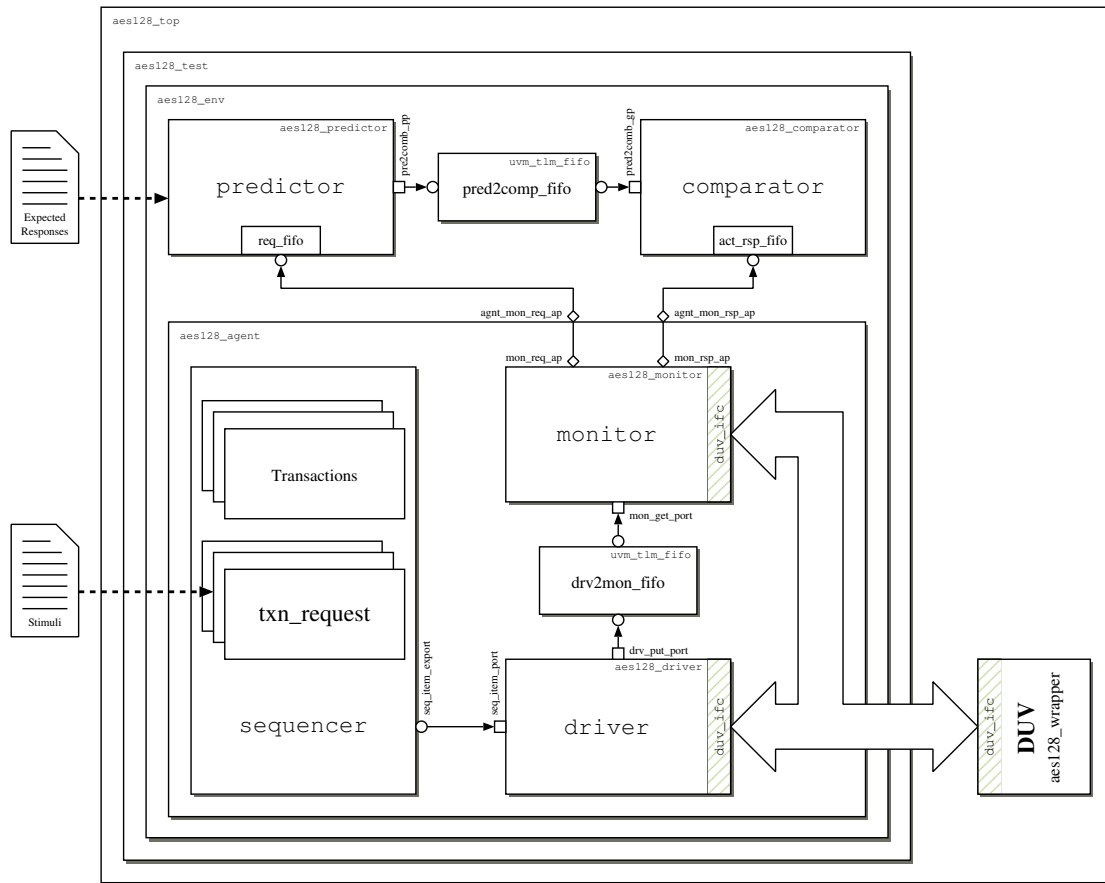 aes128_top
aes128_test
aes128_env
aes128_predictor
predictor
req_fifo
pre2comb_pp
uvm_tlm_fifo
pred2comp_fifo
pred2comb_gp
aes128_comparator
comparator
act_rsp_fifo
Expected
Responses
agnt_mon_req_ap
agnt_mon_rsp_ap
aes128_agent
mon_req_ap
mon_rsp_ap
aes128_monitor
monitor
duv_ifc
Transactions
mon_get_port
uvm_tlm_fifo
drv2mon_fifo
txn_request
Stimuli
drv_put_port
aes128_driver
driver
duv_ifc
seq_item_export
seq_item_port
sequencer
duv_ifc
DUV
aes128_wrapper